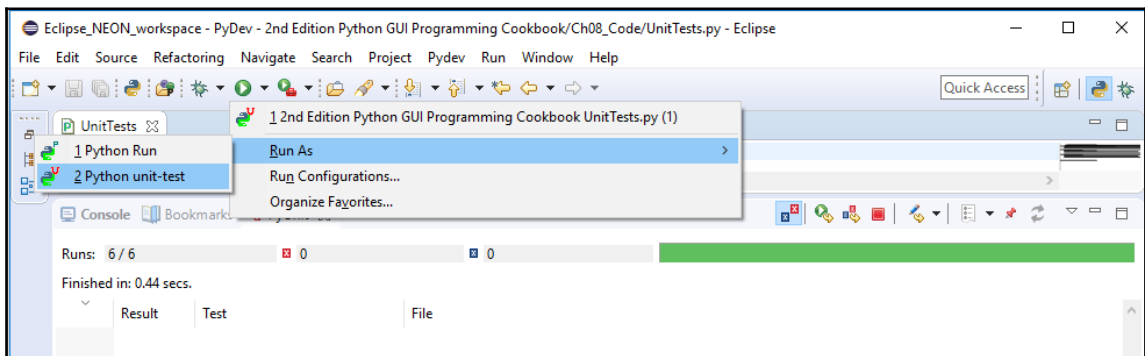 Eclipse_NEON_workspace - PyDev - 2nd Edition Python GUI Programming Cookbook/Ch08_Code/UnitTests.py - Eclipse
File Edit Source Refactoring Navigate Search Project Pydev Run Window Help
Quick Access
UnitTests
1 2nd Edition Python GUI Programming Cookbook UnitTests.py (1)
1 Python Run
Run As
2 Python unit-test
Run Configurations...
Organize Favorites...
Console Bookmarks
Runs: 6 / 6 0 0
Finished in: 0.44 secs.
Result Test File